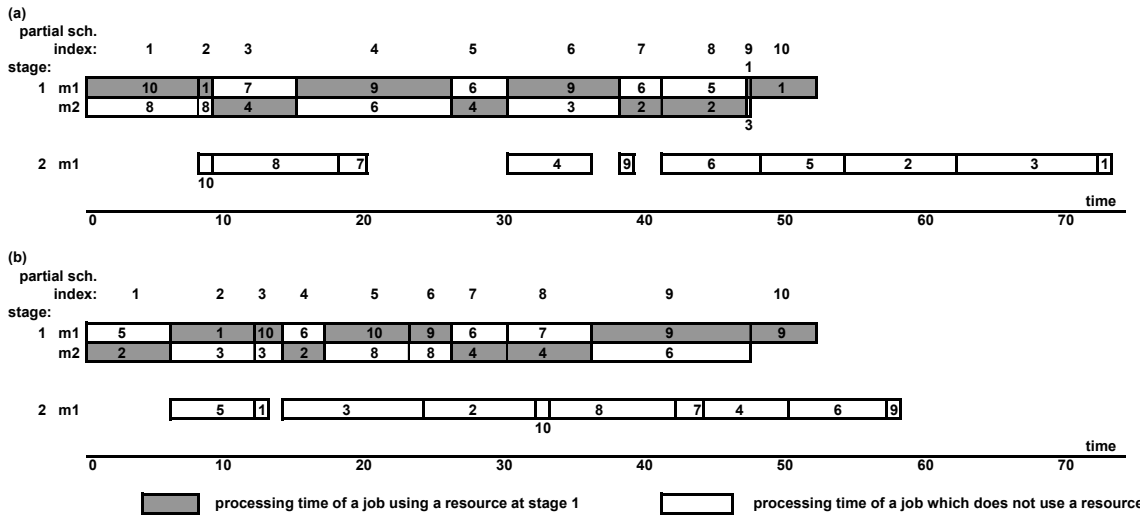 (a)
partial sch.
index: 1 2 3 4 5 6 7 8 9 10
stage: 1
1 m1 10 1 7 9 6 9 6 5 1
m2 8 8 4 6 4 3 2 2
3
2 m1 8 7 4 9 6 5 2 3 1
10
time
0 10 20 30 40 50 60 70
(b)
partial sch.
index: 1 2 3 4 5 6 7 8 9 10
stage:
1 m1 5 1 10 6 10 9 6 7 9 9
m2 2 3 3 2 8 8 4 4 6
2 m1 5 1 3 2 8 7 4 6 9
10
time
0 10 20 30 40 50 60 70
processing time of a job using a resource at stage 1 processing time of a job which does not use a resource